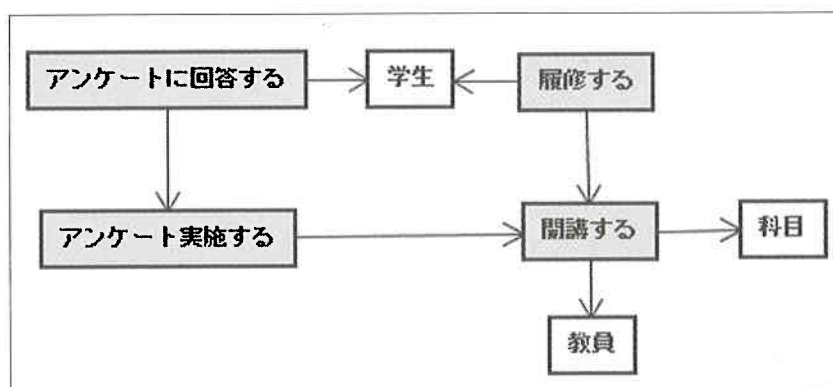 アンケートに回答する
学生
履修する
アンケート実施する
開講する
科目
教員